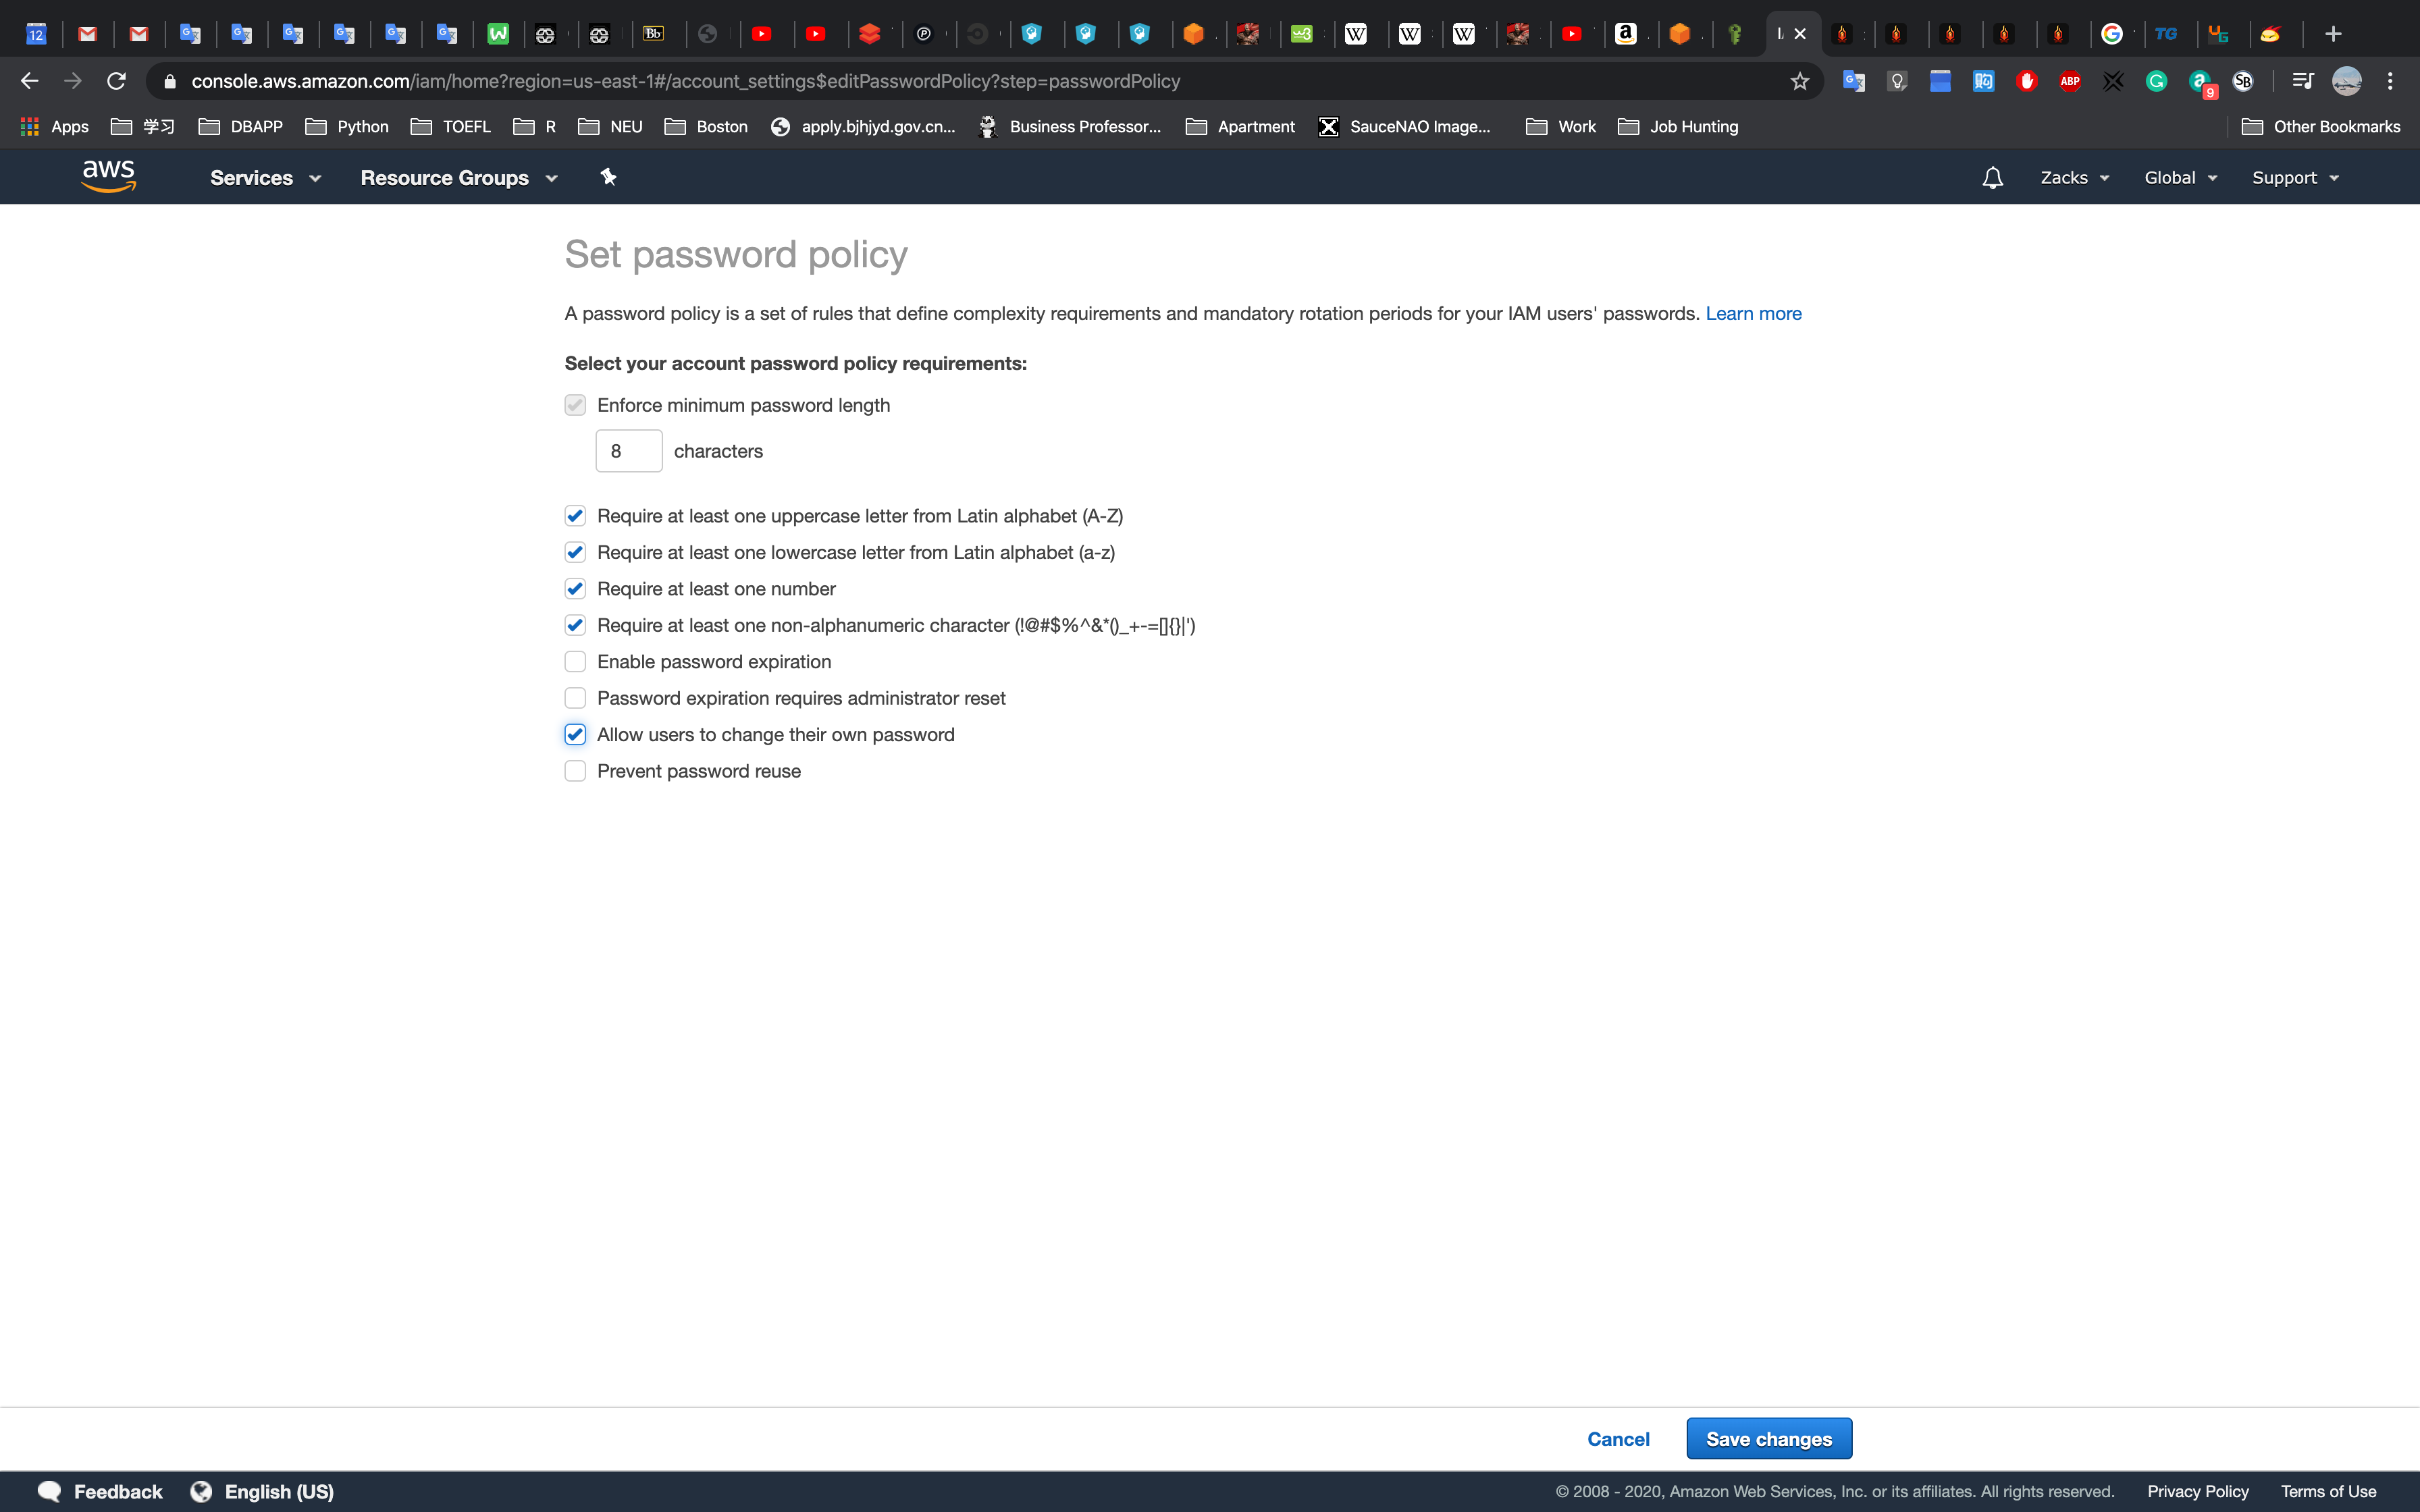 12
Bb
console.aws.amazon.com/iam/home?region=us-east-1#/account_settings$editPasswordPolicy?step=passwordPolicy
ABP
9
SB
Apps 学习 DBAPP Python TOEFL R NEU Boston apply.bjhjyd.gov.cn... Business Professor... Apartment SauceNAO Image... Work Job Hunting Other Bookmarks
aws Services Resource Groups Zacks Global Support
Set password policy
A password policy is a set of rules that define complexity requirements and mandatory rotation periods for your IAM users' passwords. Learn more
Select your account password policy requirements:
Enforce minimum password length
8 characters
Require at least one uppercase letter from Latin alphabet (A-Z)
Require at least one lowercase letter from Latin alphabet (a-z)
Require at least one number
Require at least one non-alphanumeric character (!@#$%^&*()_+-=[]{}|')
Enable password expiration
Password expiration requires administrator reset
Allow users to change their own password
Prevent password reuse
Cancel Save changes
Feedback English (US) © 2008 - 2020, Amazon Web Services, Inc. or its affiliates. All rights reserved. Privacy Policy Terms of Use